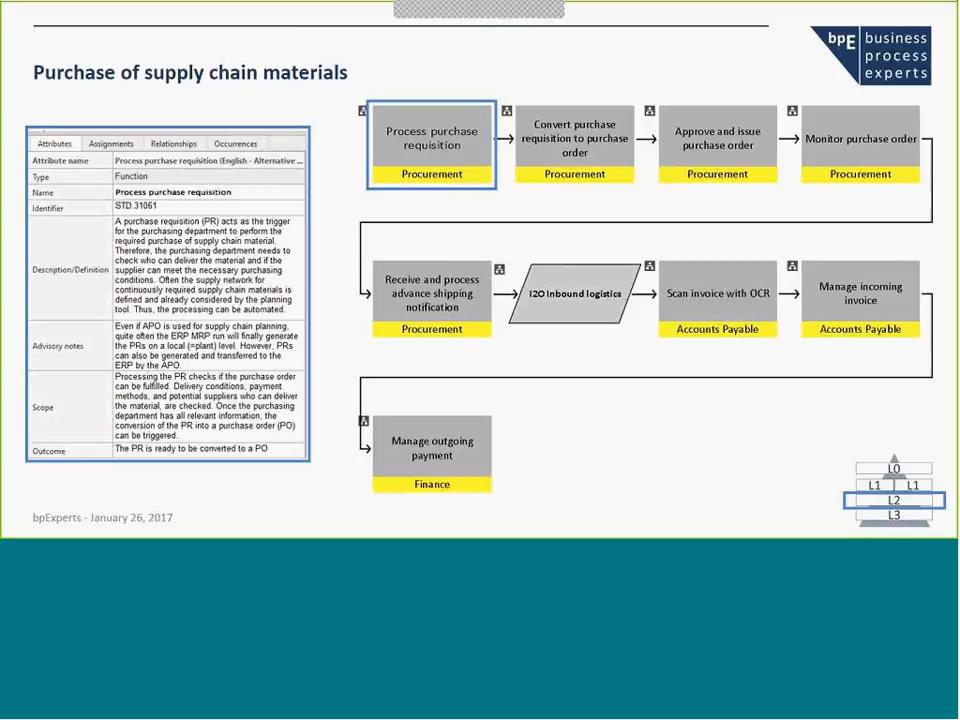 bpE business
process
experts
Purchase of supply chain materials
Attributes Assignments Relationships Occurrences
Attribute name Process purchase requisition (English - Alternative ...
Type Function
Name Process purchase requisition
Identifier STD.31061
Description/Definition
A purchase requisition (PR) acts as the trigger
for the purchasing department to perform the
required purchase of supply chain material.
Therefore, the purchasing department needs to
check who can deliver the material and if the
supplier can meet the necessary purchasing
conditions. Often the supply network for
continuously required supply chain materials is
defined and already considered by the planning
tool. Thus, the processing can be automated.
Advisory notes
Even if APO is used for supply chain planning,
quite often the ERP MRP run will finally generate
the PRs on a local (=plant) level. However, PRs
can also be generated and transferred to the
ERP by the APO.
Scope
Processing the PR checks if the purchase order
can be fulfilled. Delivery conditions, payment
methods, and potential suppliers who can deliver
the material, are checked. Once the purchasing
department has all relevant information, the
conversion of the PR into a purchase order (PO)
can be triggered.
Outcome The PR is ready to be converted to a PO
Process purchase
requisition
Procurement
Convert purchase
requisition to purchase
order
Procurement
Approve and issue
purchase order
Procurement
Monitor purchase order
Procurement
Receive and process
advance shipping
notification
Procurement
I2O Inbound logistics
Scan invoice with OCR
Accounts Payable
Manage incoming
invoice
Accounts Payable
Manage outgoing
payment
Finance
L0
L1 L1
L2
L3
bpExperts - January 26, 2017